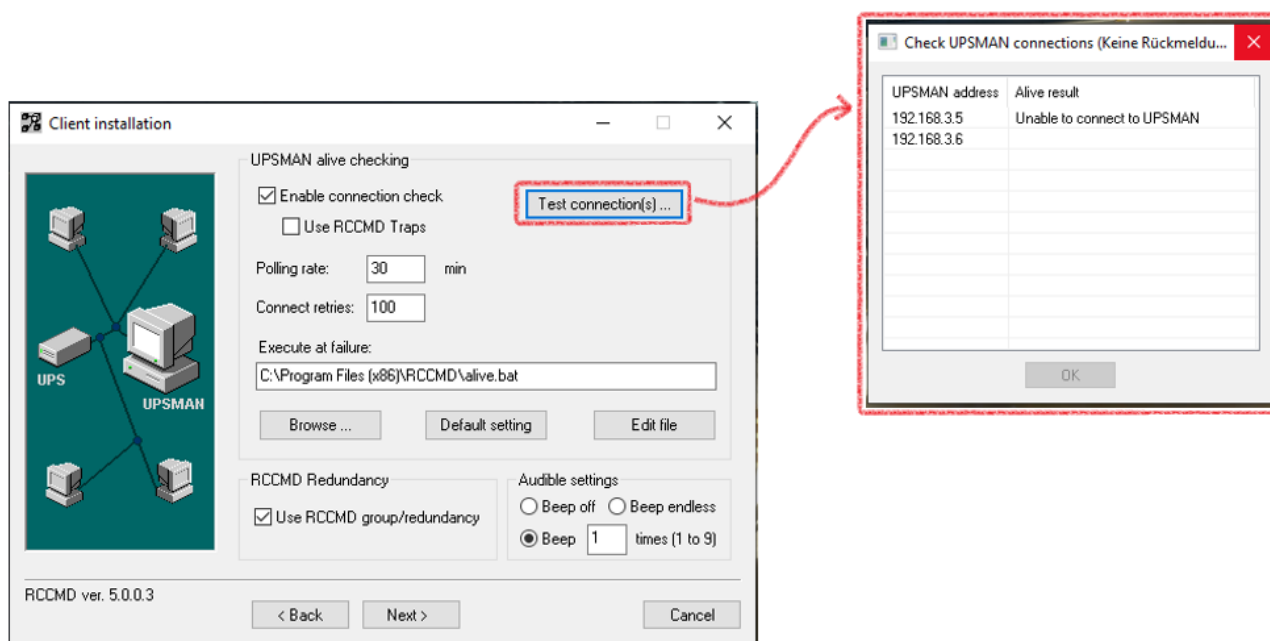 Client installation
UPSMAN alive checking
Enable connection check
Test connection(s) ...
Use RCCMD Traps
Polling rate: 30 min
Connect retries: 100
Execute at failure:
C:\Program Files (x86)\RCCMD\alive.bat
Browse ... Default setting Edit file
UPS
UPSMAN
RCCMD Redundancy
Use RCCMD group/redundancy
Audible settings
Beep off Beep endless
Beep 1 times (1 to 9)
RCCMD ver. 5.0.0.3
< Back Next > Cancel
Check UPSMAN connections (Keine Rückmeldu...
UPSMAN address Alive result
192.168.3.5 Unable to connect to UPSMAN
192.168.3.6
OK